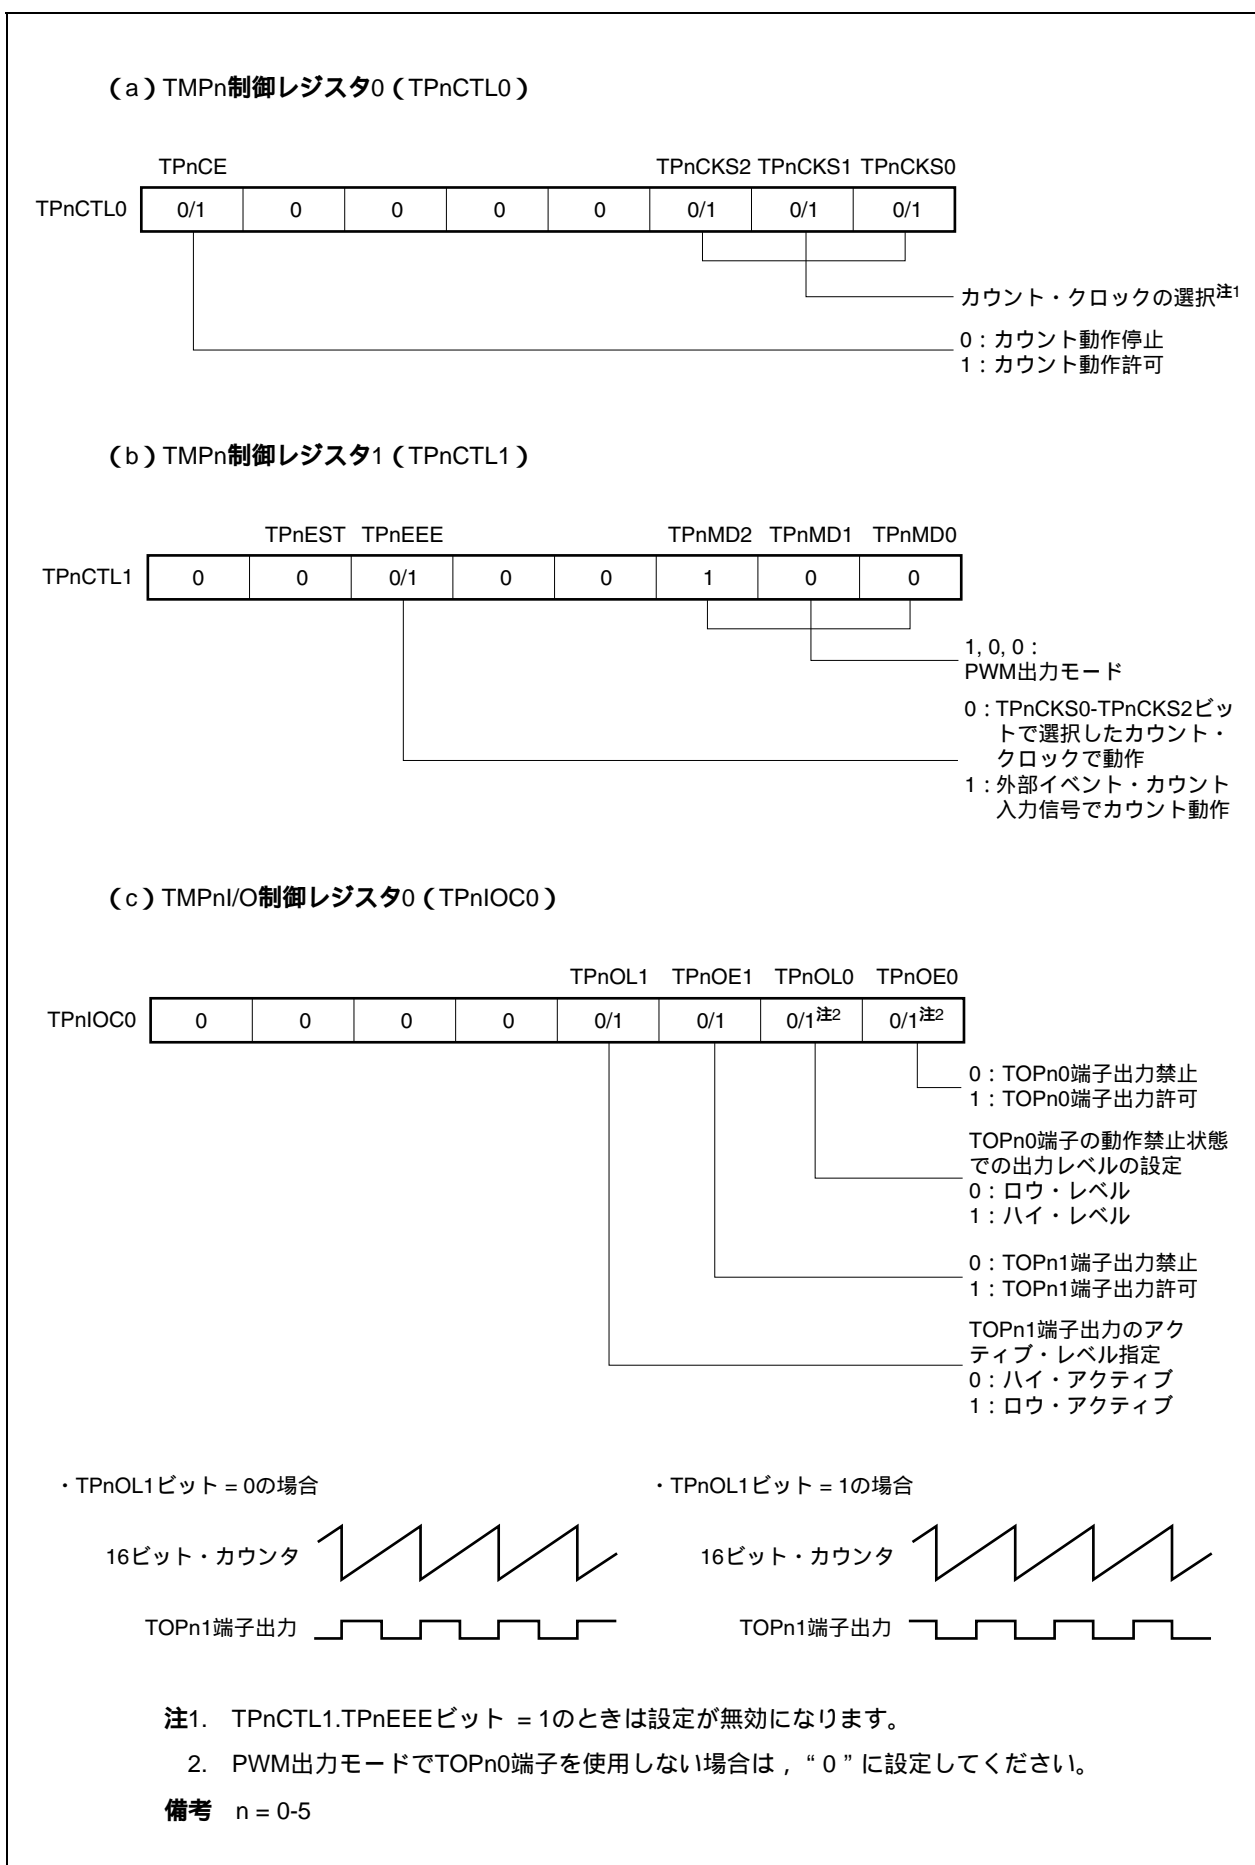 （a）TMPn制御レジスタ0（TPnCTL0）
TPnCE TPnCKS2 TPnCKS1 TPnCKS0
TPnCTL0 0/1 0 0 0 0 0/1 0/1 0/1
カウント・クロックの選択注1
0：カウント動作停止
1：カウント動作許可
（b）TMPn制御レジスタ1（TPnCTL1）
TPnEST TPnEEE TPnMD2 TPnMD1 TPnMD0
TPnCTL1 0 0 0/1 0 0 1 0 0
1, 0, 0：
PWM出力モード
0：TPnCKS0-TPnCKS2ビッ
トで選択したカウント・
クロックで動作
1：外部イベント・カウント
入力信号でカウント動作
（c）TMPnI/O制御レジスタ0（TPnIOC0）
TPnOL1 TPnOE1 TPnOL0 TPnOE0
TPnIOC0 0 0 0 0 0/1 0/1 0/1注2 0/1注2
0：TOPn0端子出力禁止
1：TOPn0端子出力許可
TOPn0端子の動作禁止状態
での出力レベルの設定
0：ロウ・レベル
1：ハイ・レベル
0：TOPn1端子出力禁止
1：TOPn1端子出力許可
TOPn1端子出力のアク
ティブ・レベル指定
0：ハイ・アクティブ
1：ロウ・アクティブ
・TPnOL1ビット = 0の場合 ・TPnOL1ビット = 1の場合
16ビット・カウンタ 16ビット・カウンタ
TOPn1端子出力 TOPn1端子出力
注1. TPnCTL1.TPnEEEビット = 1のときは設定が無効になります。
2. PWM出力モードでTOPn0端子を使用しない場合は，“0”に設定してください。
備考 n = 0-5